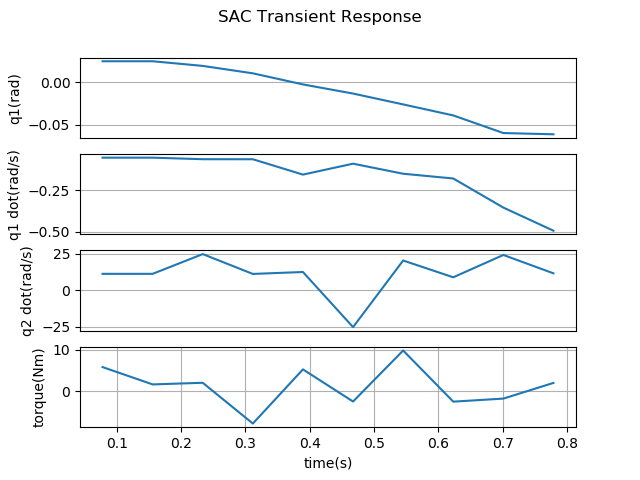 SAC Transient Response
q1(rad)
0.00
−0.05
q1 dot(rad/s)
−0.25
−0.50
q2 dot(rad/s)
25
0
−25
torque(Nm)
10
0
0.1 0.2 0.3 0.4 0.5 0.6 0.7 0.8
time(s)